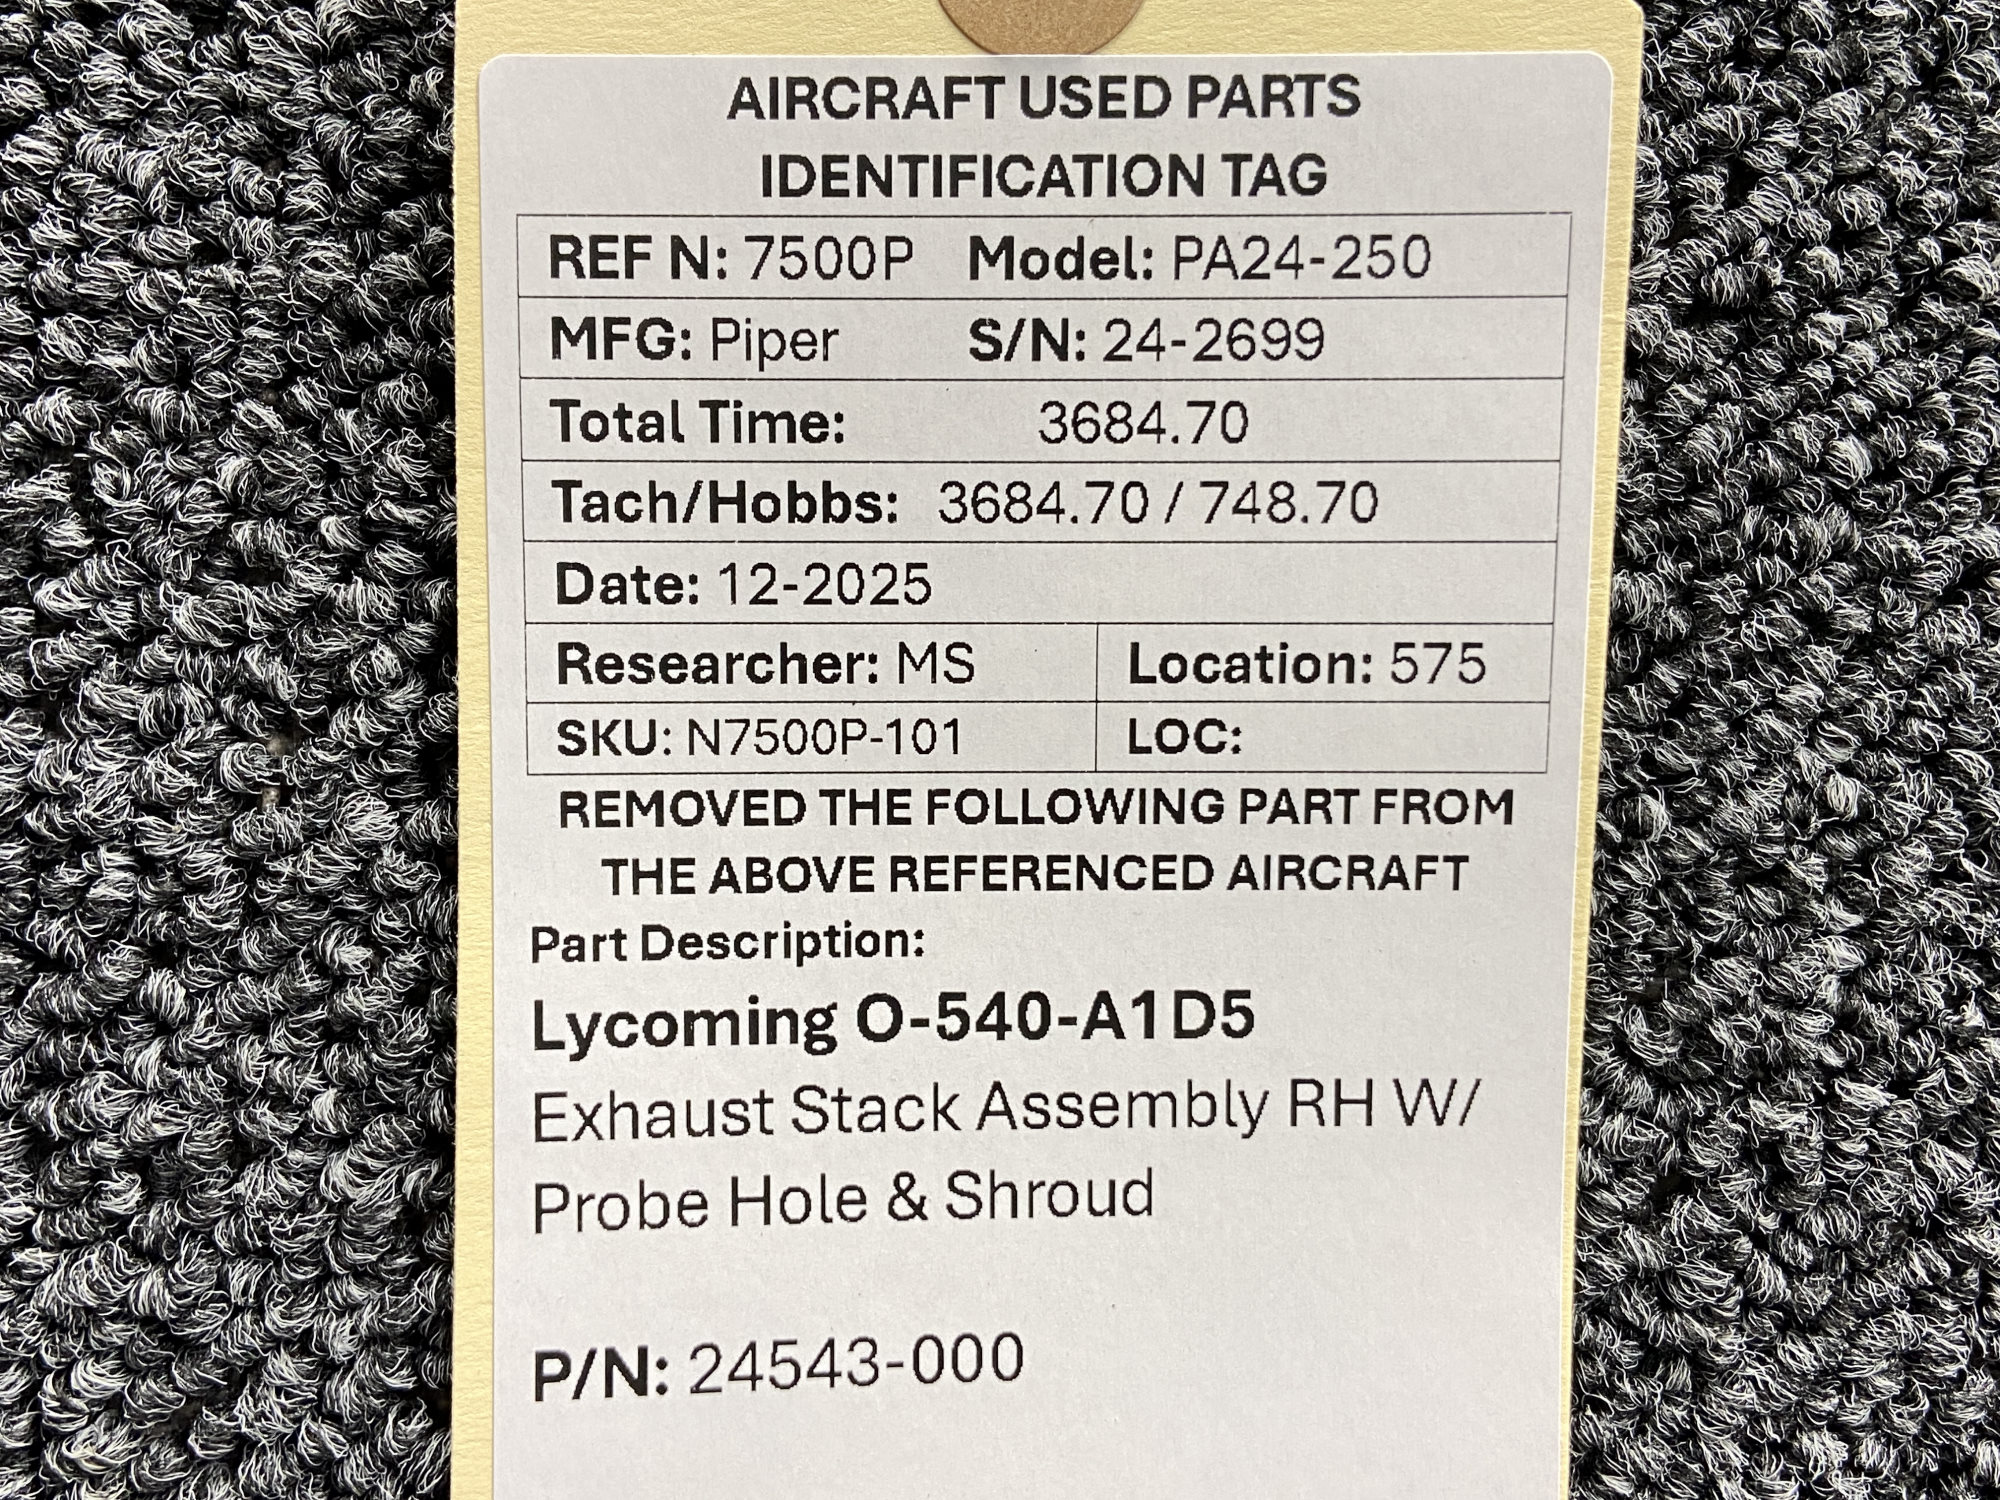 AIRCRAFT USED PARTS
IDENTIFICATION TAG
REF N: 7500P Model: PA24-250
MFG: Piper S/N: 24-2699
Total Time: 3684.70
Tach/Hobbs: 3684.70 / 748.70
Date: 12-2025
Researcher: MS Location: 575
SKU: N7500P-101 LOC:
REMOVED THE FOLLOWING PART FROM
THE ABOVE REFERENCED AIRCRAFT
Part Description:
Lycoming O-540-A1D5
Exhaust Stack Assembly RH W/
Probe Hole & Shroud
P/N: 24543-000